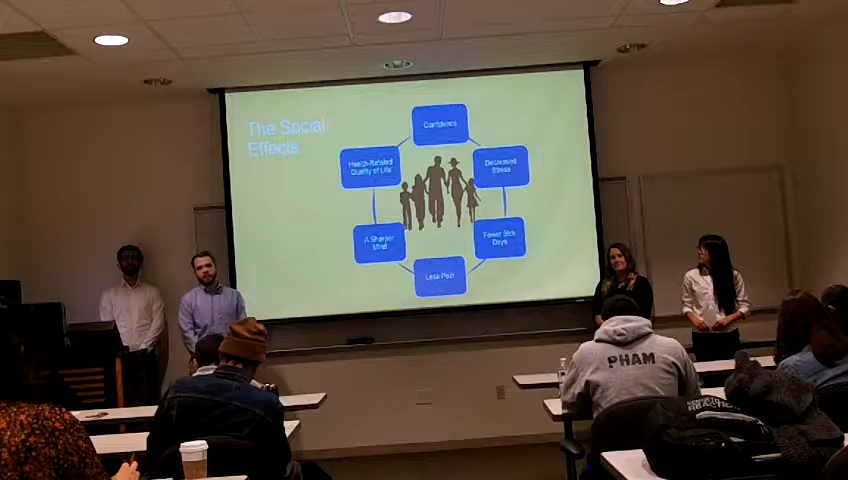 The Social
Effects
Confidence
Health-Related
Quality of Life
Decreased
Stress
A Sharper
Mind
Fewer Sick
Days
Less Pain
PHAM
REACTION